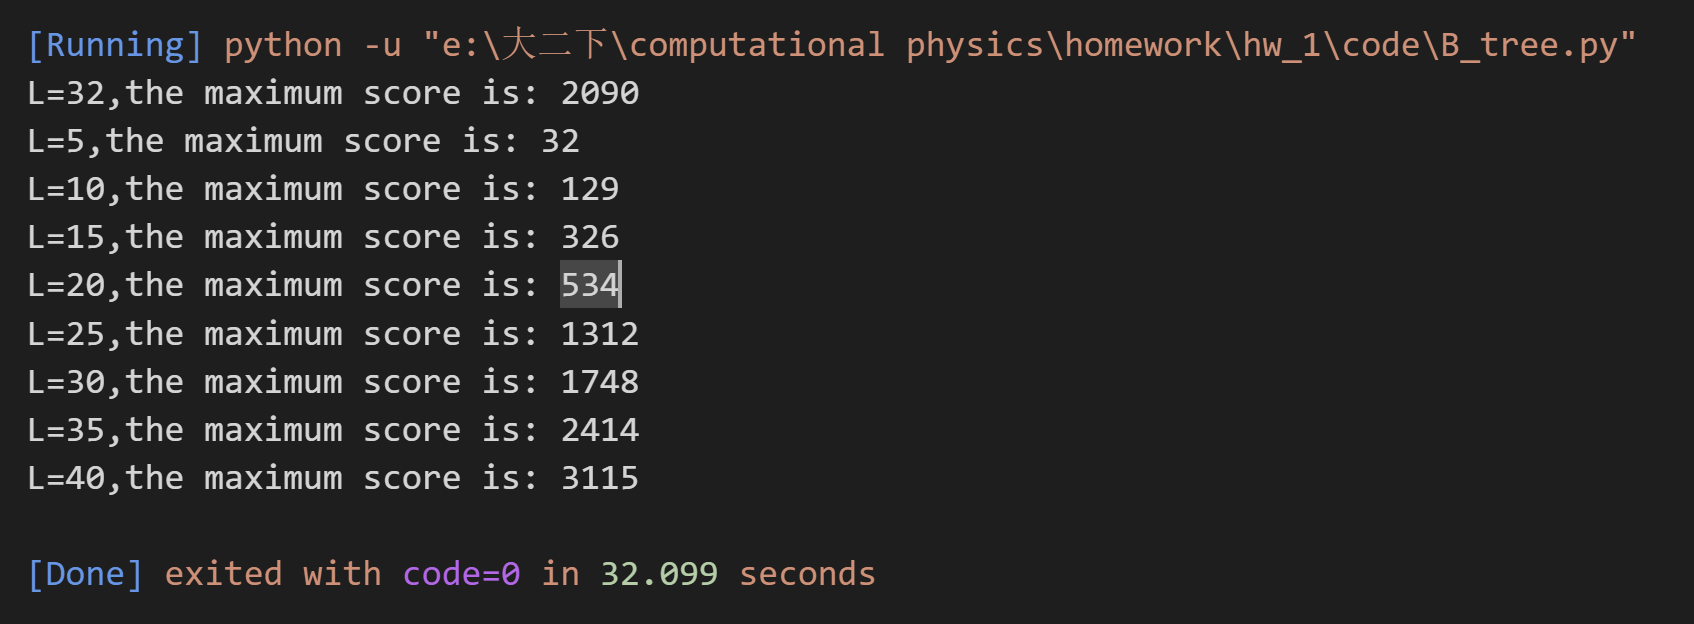 [Running] python -u "e:\大二下\computational physics\homework\hw_1\code\B_tree.py"
L=32,the maximum score is: 2090
L=5,the maximum score is: 32
L=10,the maximum score is: 129
L=15,the maximum score is: 326
L=20,the maximum score is: 534
L=25,the maximum score is: 1312
L=30,the maximum score is: 1748
L=35,the maximum score is: 2414
L=40,the maximum score is: 3115
[Done] exited with code=0 in 32.099 seconds